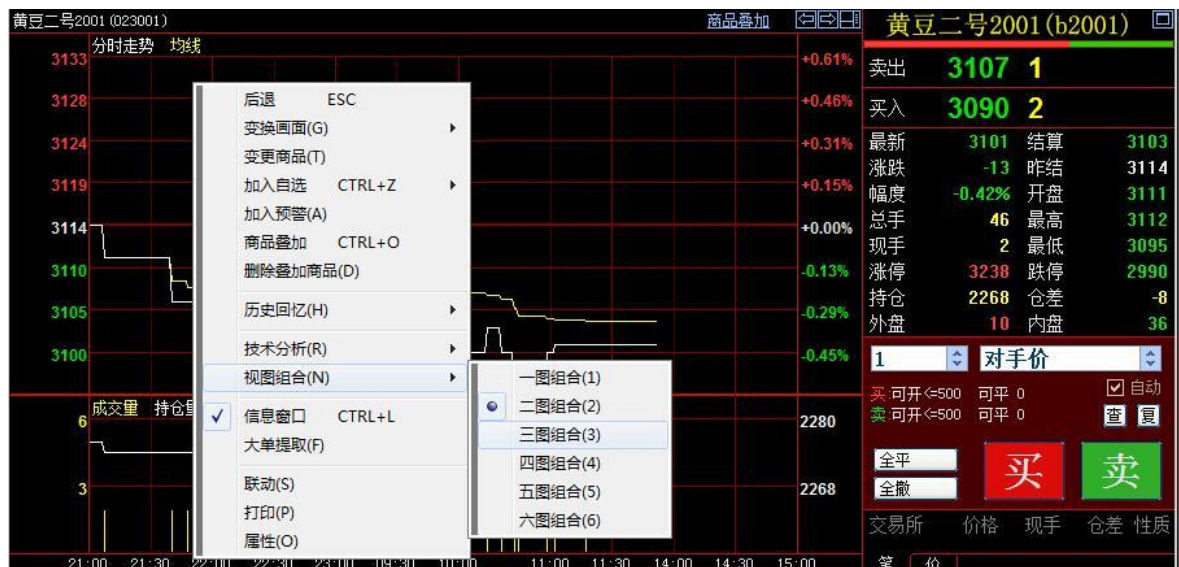 黄豆二号2001 (023001) 商品叠加
分时走势 均线
3133 +0.61%
3128 +0.46%
3124 +0.31%
3119 +0.15%
3114 +0.00%
3110 -0.13%
3105 -0.29%
3100 -0.45%
成交量 持仓量
6 2280
3 2268
21:00 21:30 22:00 22:30 23:00 09:30 10:00 11:00 11:30 14:00 14:30 15:00
后退 ESC
变换画面(G)
变更商品(T)
加入自选 CTRL+Z
加入预警(A)
商品叠加 CTRL+O
删除叠加商品(D)
历史回忆(H)
技术分析(R)
视图组合(N)
信息窗口 CTRL+L
大单提取(F)
联动(S)
打印(P)
属性(O)
一图组合(1)
二图组合(2)
三图组合(3)
四图组合(4)
五图组合(5)
六图组合(6)
黄豆二号2001(b2001)
卖出 3107 1
买入 3090 2
最新 3101 结算 3103
涨跌 -13 昨结 3114
幅度 -0.42% 开盘 3111
总手 46 最高 3112
现手 2 最低 3095
涨停 3238 跌停 2990
持仓 2268 仓差 -8
外盘 10 内盘 36
1 对手价
买:可开<=500 可平 0 自动
卖:可开<=500 可平 0 查 复
全平 买 卖
全撤
交易所 价格 现手 仓差 性质
笔 价